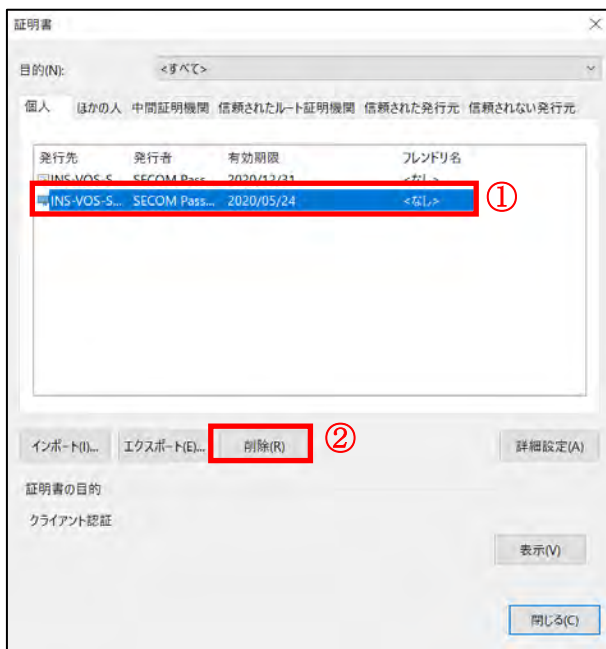 証明書
目的(N): <すべて>
個人 ほかの人 中間証明機関 信頼されたルート証明機関 信頼された発行元 信頼されない発行元
発行先 発行者 有効期限 フレンドリ名
INS-VOS-S... SECOM Pass... 2020/12/31 <なし>
INS-VOS-S... SECOM Pass... 2020/05/24 <なし>
①
インポート(I)... エクスポート(E)... 削除(R) ② 詳細設定(A)
証明書の目的
クライアント認証
表示(V)
閉じる(C)